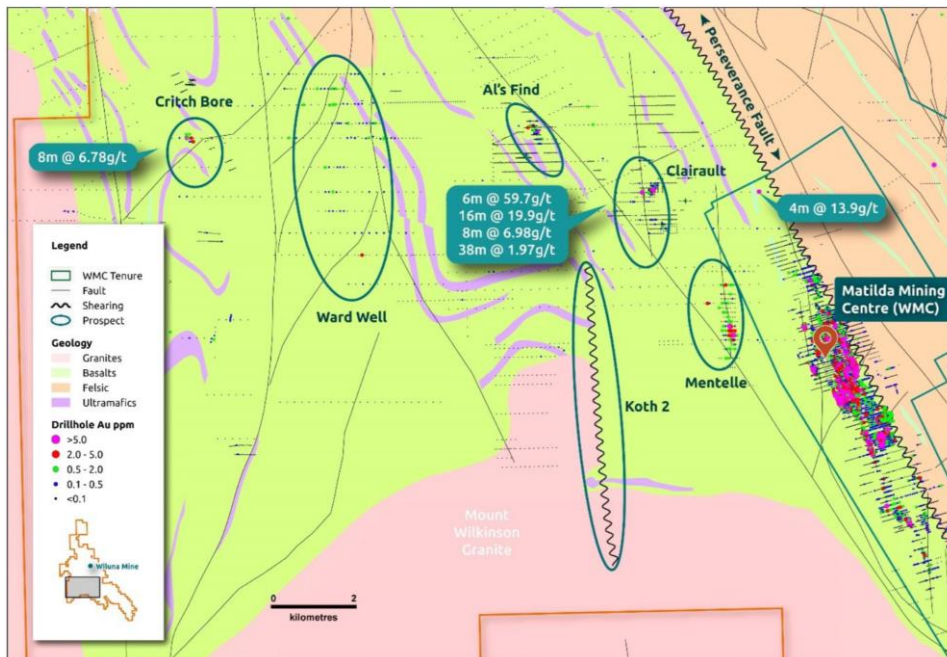 Critch Bore
8m @ 6.78g/t
Ward Well
Al's Find
6m @ 59.7g/t
16m @ 19.9g/t
8m @ 6.98g/t
38m @ 1.97g/t
Clairault
Perseverance Fault
4m @ 13.9g/t
Matilda Mining
Centre (WMC)
Mentelle
Koth 2
Mount
Wilkinson
Granite
Legend
WMC Tenure
Fault
Shearing
Prospect
Geology
Granites
Basalts
Felsic
Ultramafics
Drillhole Au ppm
>5.0
2.0 - 5.0
0.5 - 2.0
0.1 - 0.5
<0.1
Wiluna Mine
0 2
kilometres